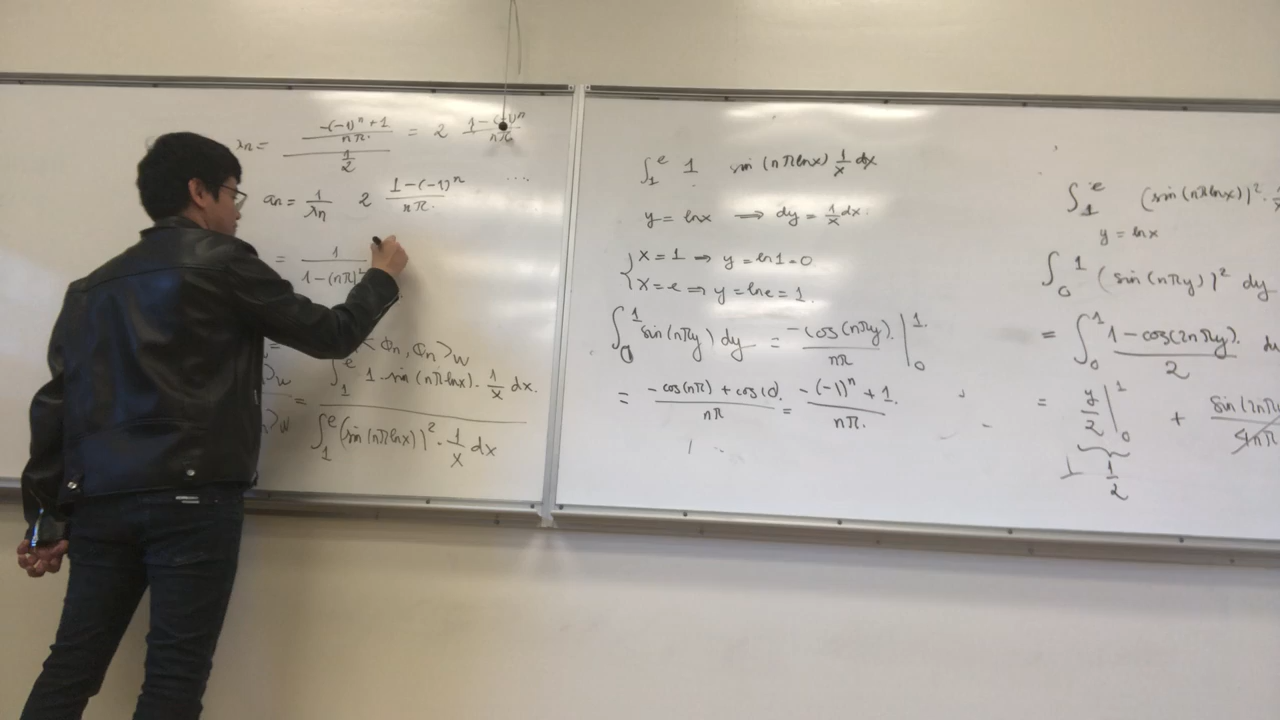 γn = (-(-1)ⁿ + 1)/(nπ) / (1/2) = 2 (1-(-1)ⁿ)/(nπ)
an = 1/λn 2 (1-(-1)ⁿ)/(nπ) ....
= 1/(1-(nπ)²
<Φn, Φn>w
>w = ∫₁ᵉ 1·sin(nπ lnx)·1/x dx.
>w ∫₁ᵉ (sin(nπ lnx))²·1/x dx
∫₁ᵉ 1 sin(nπ lnx) 1/x dx
y = lnx ⟹ dy = 1/x dx.
{ x = 1 ⇒ y = ln1 = 0
x = e ⇒ y = lne = 1.
∫₀¹ sin(nπy) dy = -cos(nπy)/nπ |₀¹.
= (-cos(nπ) + cos(0))/nπ = (-(-1)ⁿ + 1)/nπ.
∫₁ᵉ (sin(nπ lnx))²·
y = lnx
∫₀¹ (sin(nπy))² dy
= ∫₀¹ (1-cos(2nπy))/2
= y/2 |₀¹ + sin(2nπ / 4nπ
1/2